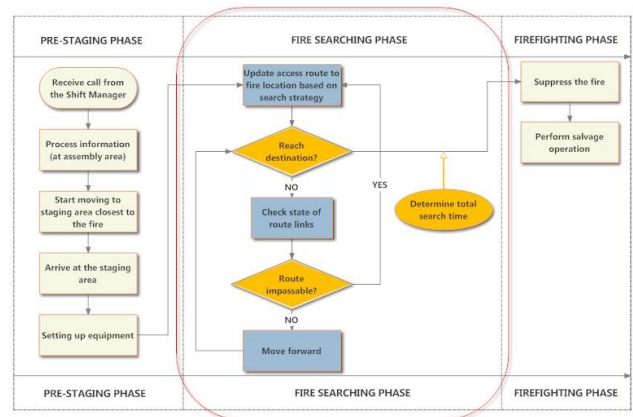 PRE-STAGING PHASE
FIRE SEARCHING PHASE
FIREFIGHTING PHASE
Receive call from
the Shift Manager
Process information
(at assembly area)
Start moving to
staging area closest to
the fire
Arrive at the staging
area
Setting up equipment
Update access route to
fire location based on
search strategy
Reach
destination?
NO
YES
Check state of
route links
Route
impassable?
NO
Move forward
Determine total
search time
Suppress the fire
Perform salvage
operation
PRE-STAGING PHASE
FIRE SEARCHING PHASE
FIREFIGHTING PHASE